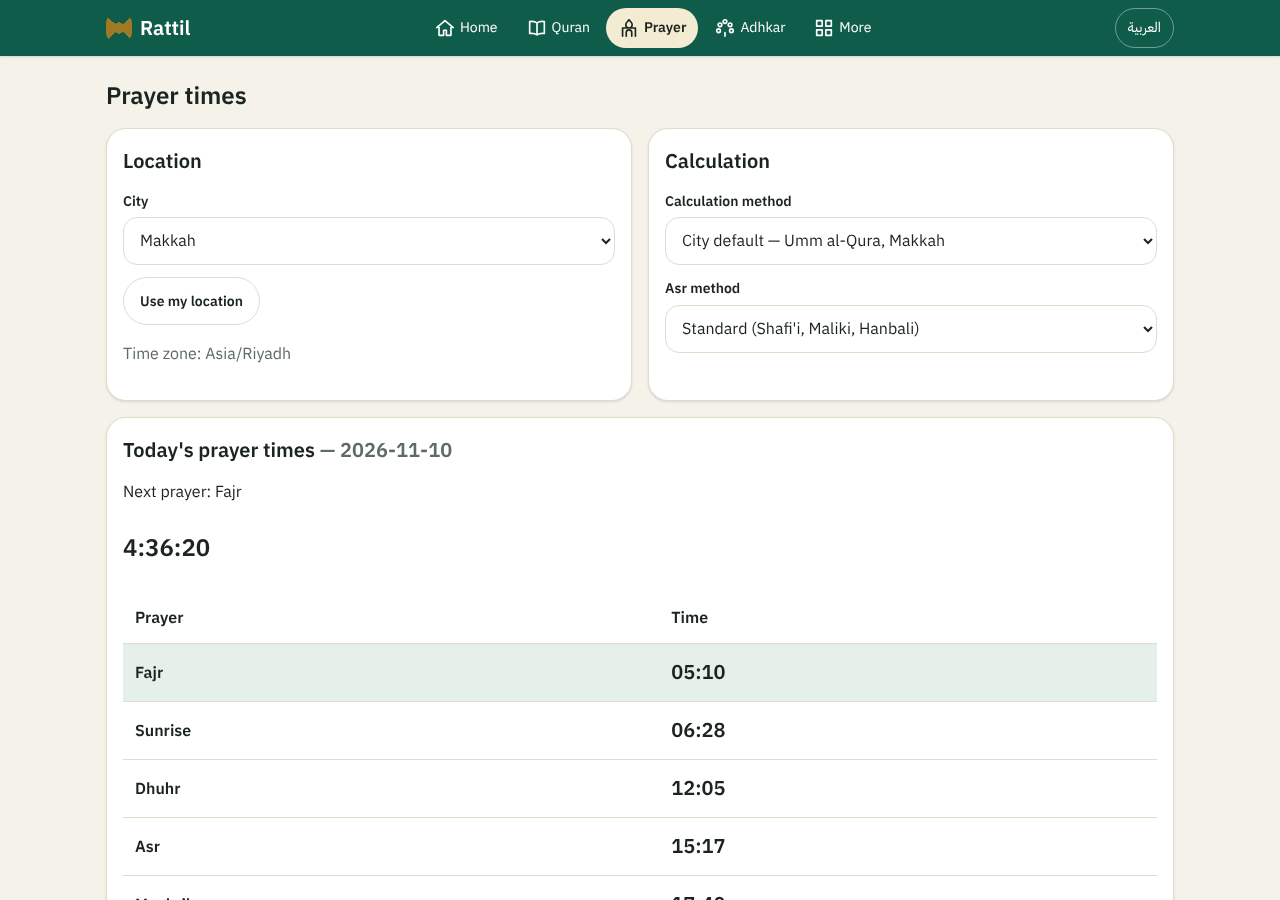 Rattil
Home
Quran
Prayer
Adhkar
More
العربية
Prayer times
Location
City
Makkah
Use my location
Time zone: Asia/Riyadh
Calculation
Calculation method
City default — Umm al-Qura, Makkah
Asr method
Standard (Shafi'i, Maliki, Hanbali)
Today's prayer times — 2026-11-10
Next prayer: Fajr
4:36:20
Prayer Time
Fajr 05:10
Sunrise 06:28
Dhuhr 12:05
Asr 15:17